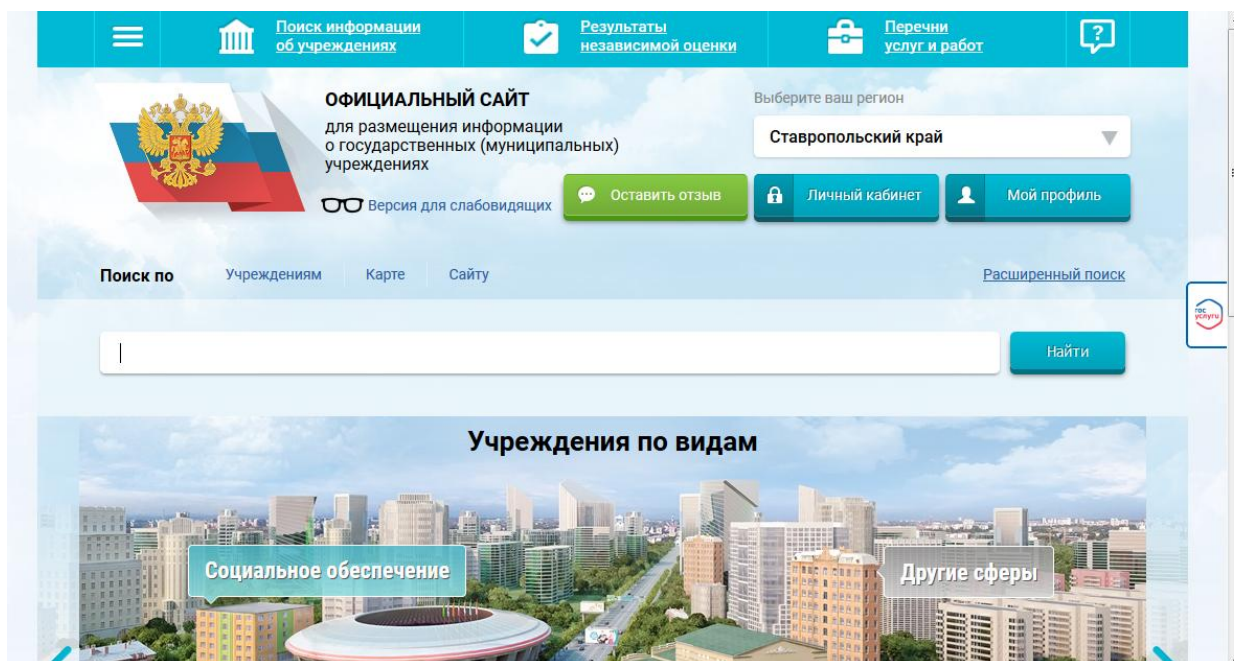 Поиск информации
об учреждениях
Результаты
независимой оценки
Перечни
услуг и работ
?
ОФИЦИАЛЬНЫЙ САЙТ
для размещения информации
о государственных (муниципальных)
учреждениях
Версия для слабовидящих
Выберите ваш регион
Ставропольский край
Оставить отзыв
Личный кабинет
Мой профиль
Поиск по
Учреждениям
Карте
Сайту
Расширенный поиск
гос
услуги
Найти
Учреждения по видам
Социальное обеспечение
Другие сферы